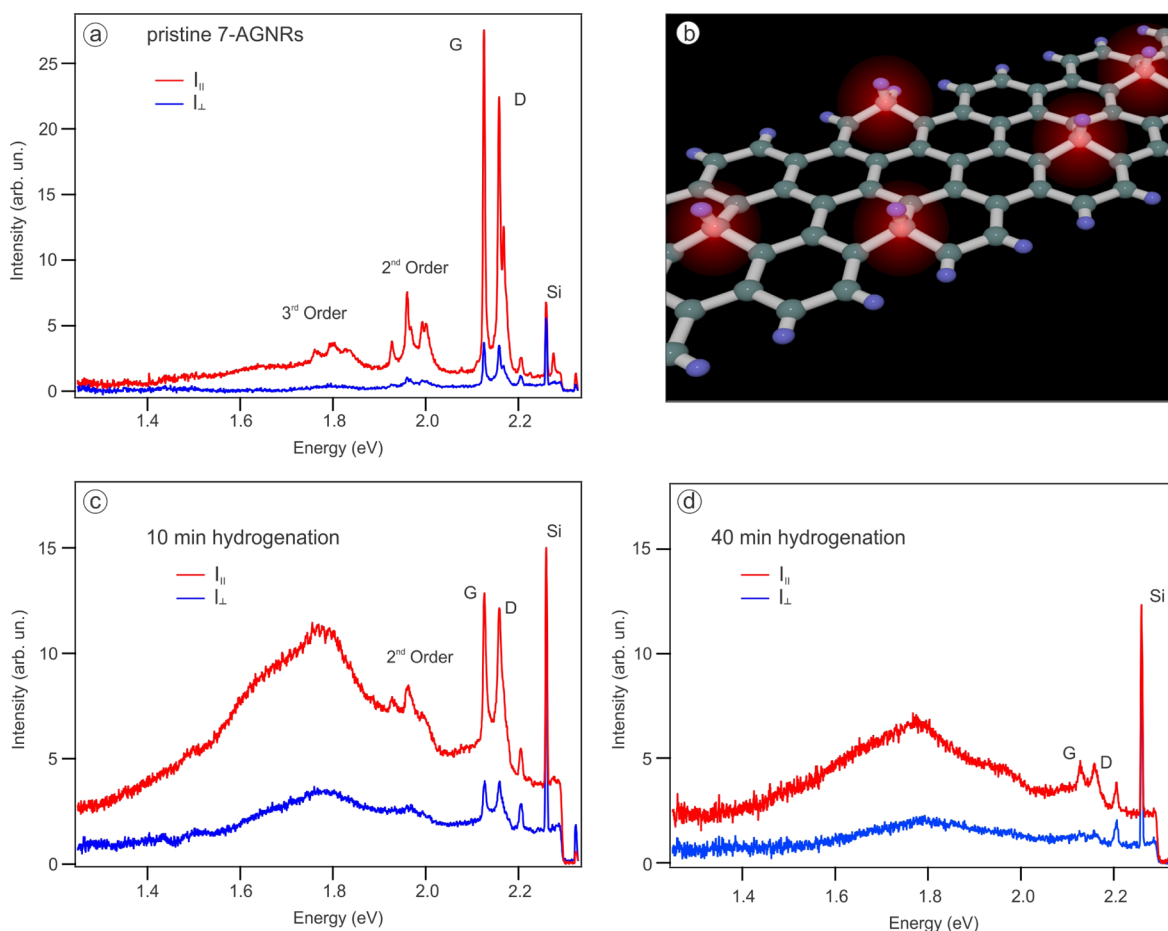 a pristine 7-AGNRs
I||
I⊥
G
D
2nd Order
3rd Order
Si
25
20
15
10
5
0
Intensity (arb. un.)
1.4 1.6 1.8 2.0 2.2
Energy (eV)
b
c
10 min hydrogenation
I||
I⊥
Si
G
D
2nd Order
15
10
5
0
Intensity (arb. un.)
1.4 1.6 1.8 2.0 2.2
Energy (eV)
d
40 min hydrogenation
I||
I⊥
Si
G
D
15
10
5
0
Intensity (arb. un.)
1.4 1.6 1.8 2.0 2.2
Energy (eV)